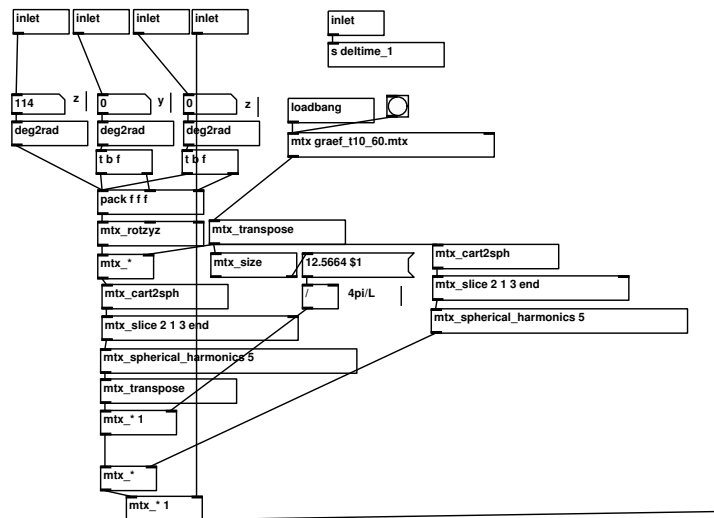 inlet inlet inlet inlet inlet
s deltime_1
114 z 0 y 0 z
loadbang
deg2rad deg2rad deg2rad
mtx graef_t10_60.mtx
t b f t b f
pack f f f
mtx_rotzyz mtx_transpose
mtx_* mtx_size 12.5664 $1 mtx_cart2sph
mtx_cart2sph / 4pi/L mtx_slice 2 1 3 end
mtx_slice 2 1 3 end mtx_spherical_harmonics 5
mtx_spherical_harmonics 5
mtx_transpose
mtx_* 1
mtx_*
mtx_* 1